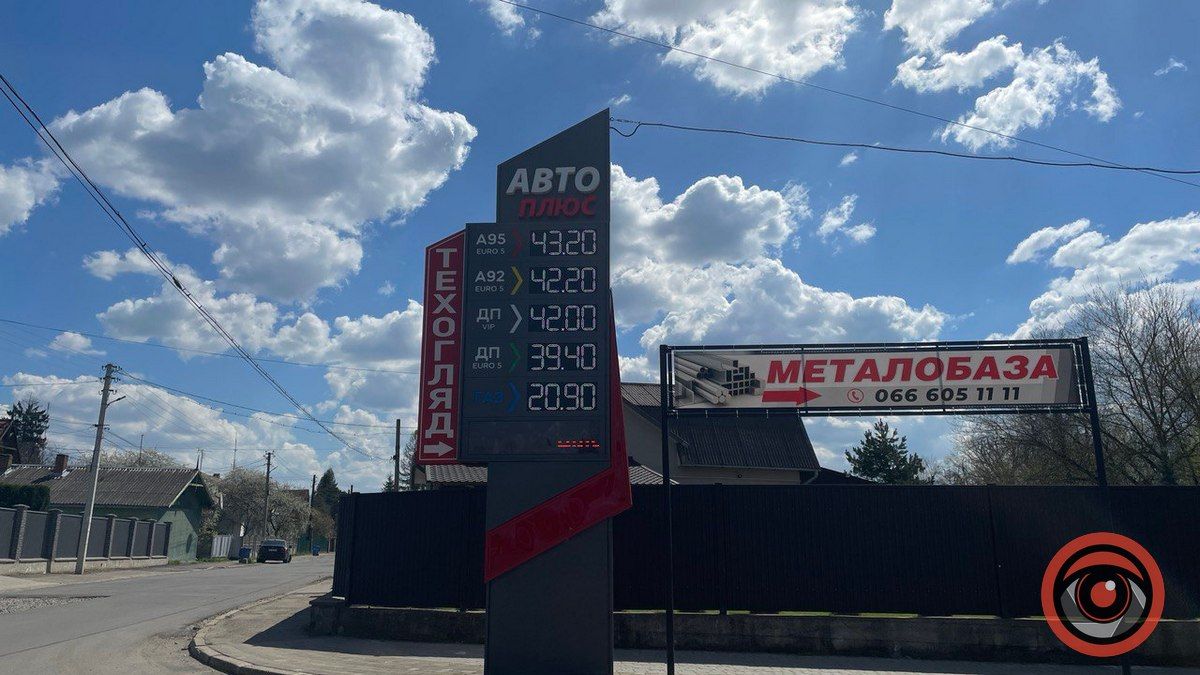 АВТО
ПЛЮС
А95 43.20
EURO 5
А92 42.20
EURO 5
ДП 42.00
VIP
ДП 39.40
EURO 5
ГАЗ 20.90
ТЕХОГЛЯД
МЕТАЛОБАЗА
066 605 11 11